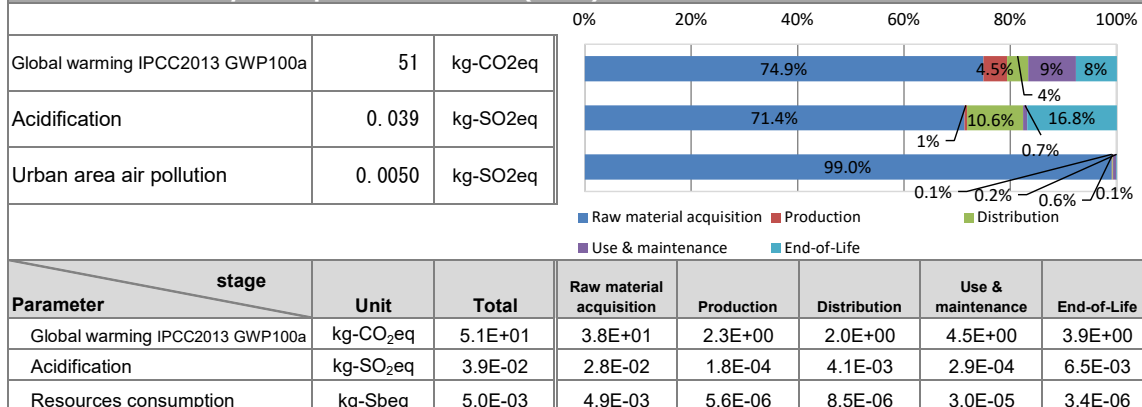 0% 20% 40% 60% 80% 100%
Global warming IPCC2013 GWP100a 51 kg-CO2eq 74.9% 4.5% 9% 8%
4%
Acidification 0.039 kg-SO2eq 71.4% 10.6% 16.8%
1% 0.7%
Urban area air pollution 0.0050 kg-SO2eq 99.0%
0.1% 0.2% 0.6% 0.1%
Raw material acquisition Production Distribution
Use & maintenance End-of-Life
stage
Parameter Unit Total Raw material acquisition Production Distribution Use & maintenance End-of-Life
Global warming IPCC2013 GWP100a kg-CO₂eq 5.1E+01 3.8E+01 2.3E+00 2.0E+00 4.5E+00 3.9E+00
Acidification kg-SO₂eq 3.9E-02 2.8E-02 1.8E-04 4.1E-03 2.9E-04 6.5E-03
Resources consumption kg-Sbeq 5.0E-03 4.9E-03 5.6E-06 8.5E-06 3.0E-05 3.4E-06